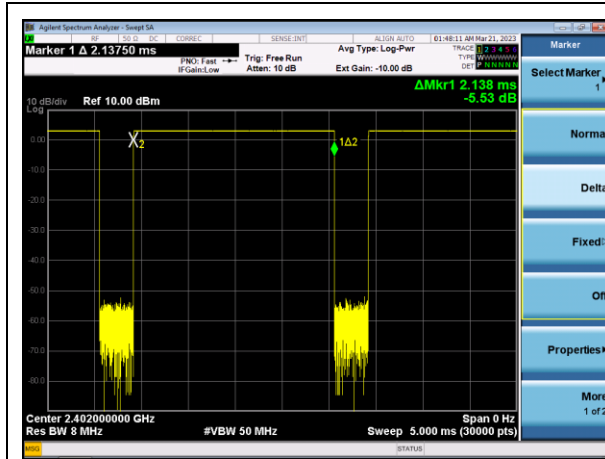 Agilent Spectrum Analyzer - Swept SA
RF 50 Ω DC CORREC SENSE:INT ALIGN AUTO 01:48:11 AM Mar 21, 2023
Marker 1 Δ 2.13750 ms
PNO: Fast
IFGain:Low
Trig: Free Run
Atten: 10 dB
Avg Type: Log-Pwr
Ext Gain: -10.00 dB
TRACE 1 2 3 4 5 6
TYPE WWWWWW
DET P N N N N N
ΔMkr1 2.138 ms
-5.53 dB
10 dB/div Ref 10.00 dBm
Log
0.00
-10.0
-20.0
-30.0
-40.0
-50.0
-60.0
-70.0
-80.0
X2
1Δ2
Center 2.402000000 GHz Span 0 Hz
Res BW 8 MHz #VBW 50 MHz Sweep 5.000 ms (30000 pts)
MSG STATUS
Marker
Select Marker
1
Norma
Delta
Fixed
Off
Properties
More
1 of 2